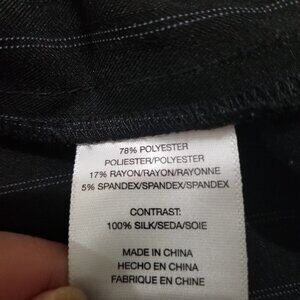 78% POLYESTER
POLIESTER/POLYESTER
17% RAYON/RAYON/RAYONNE
5% SPANDEX/SPANDEX/SPANDEX
CONTRAST:
100% SILK/SEDA/SOIE
MADE IN CHINA
HECHO EN CHINA
FABRIQUE EN CHINE